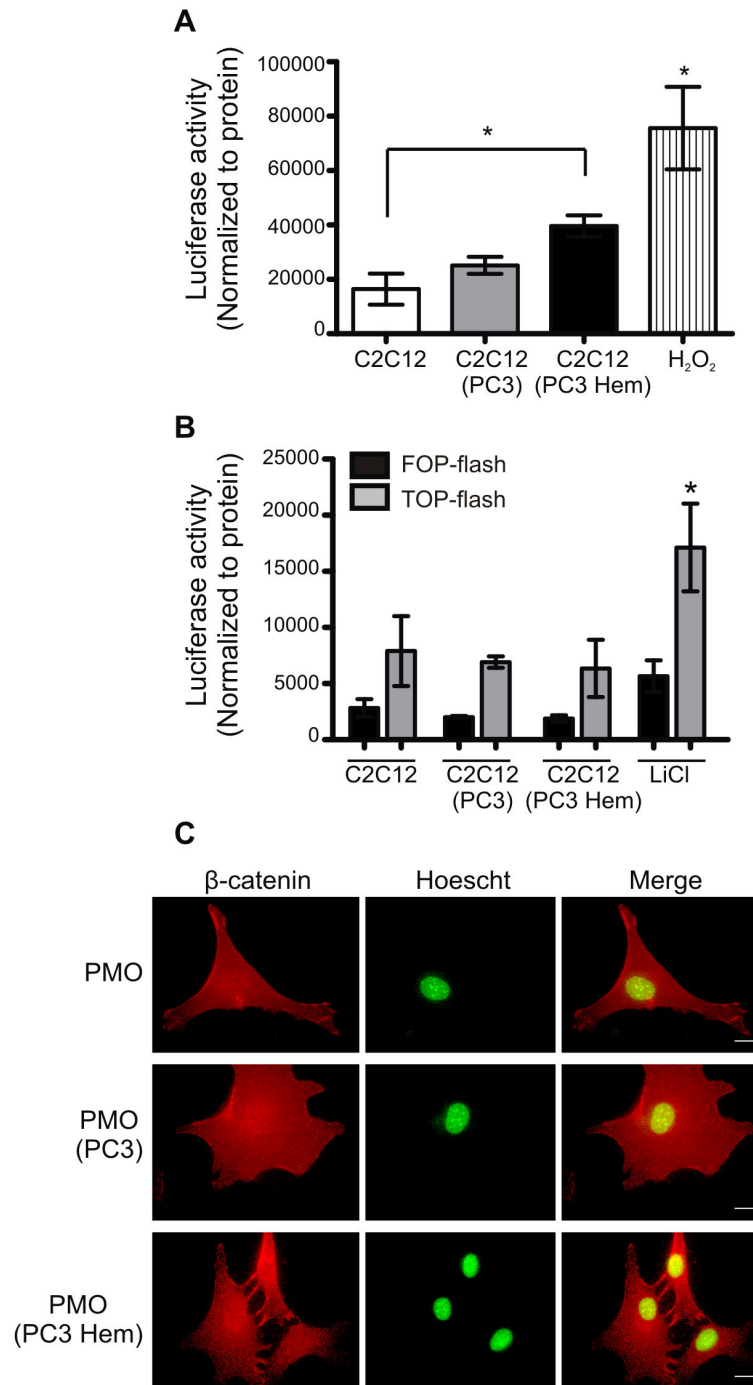 A
Luciferase activity
(Normalized to protein)
100000
80000
60000
40000
20000
0
*
*
C2C12
C2C12
(PC3)
C2C12
(PC3 Hem)
H₂O₂
B
Luciferase activity
(Normalized to protein)
25000
20000
15000
10000
5000
0
FOP-flash
TOP-flash
*
C2C12
C2C12
(PC3)
C2C12
(PC3 Hem)
LiCl
C
β-catenin
Hoescht
Merge
PMO
PMO
(PC3)
PMO
(PC3 Hem)